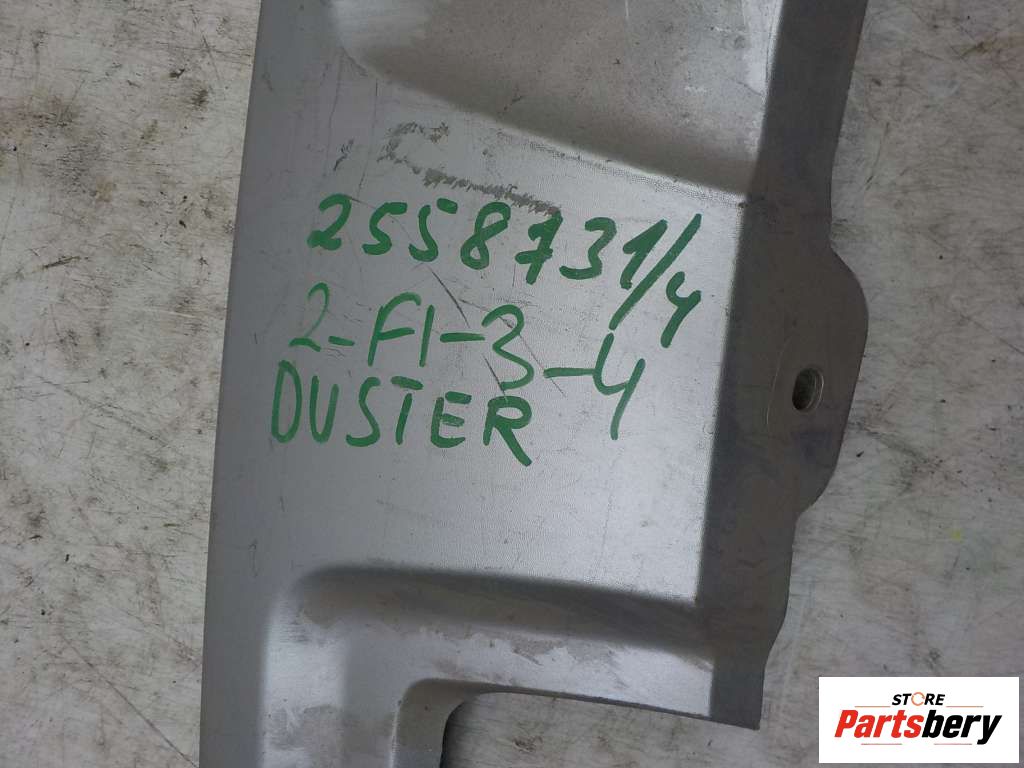 2558731/4
2-F1-3-4
DUSTER
STORE
Partsbery